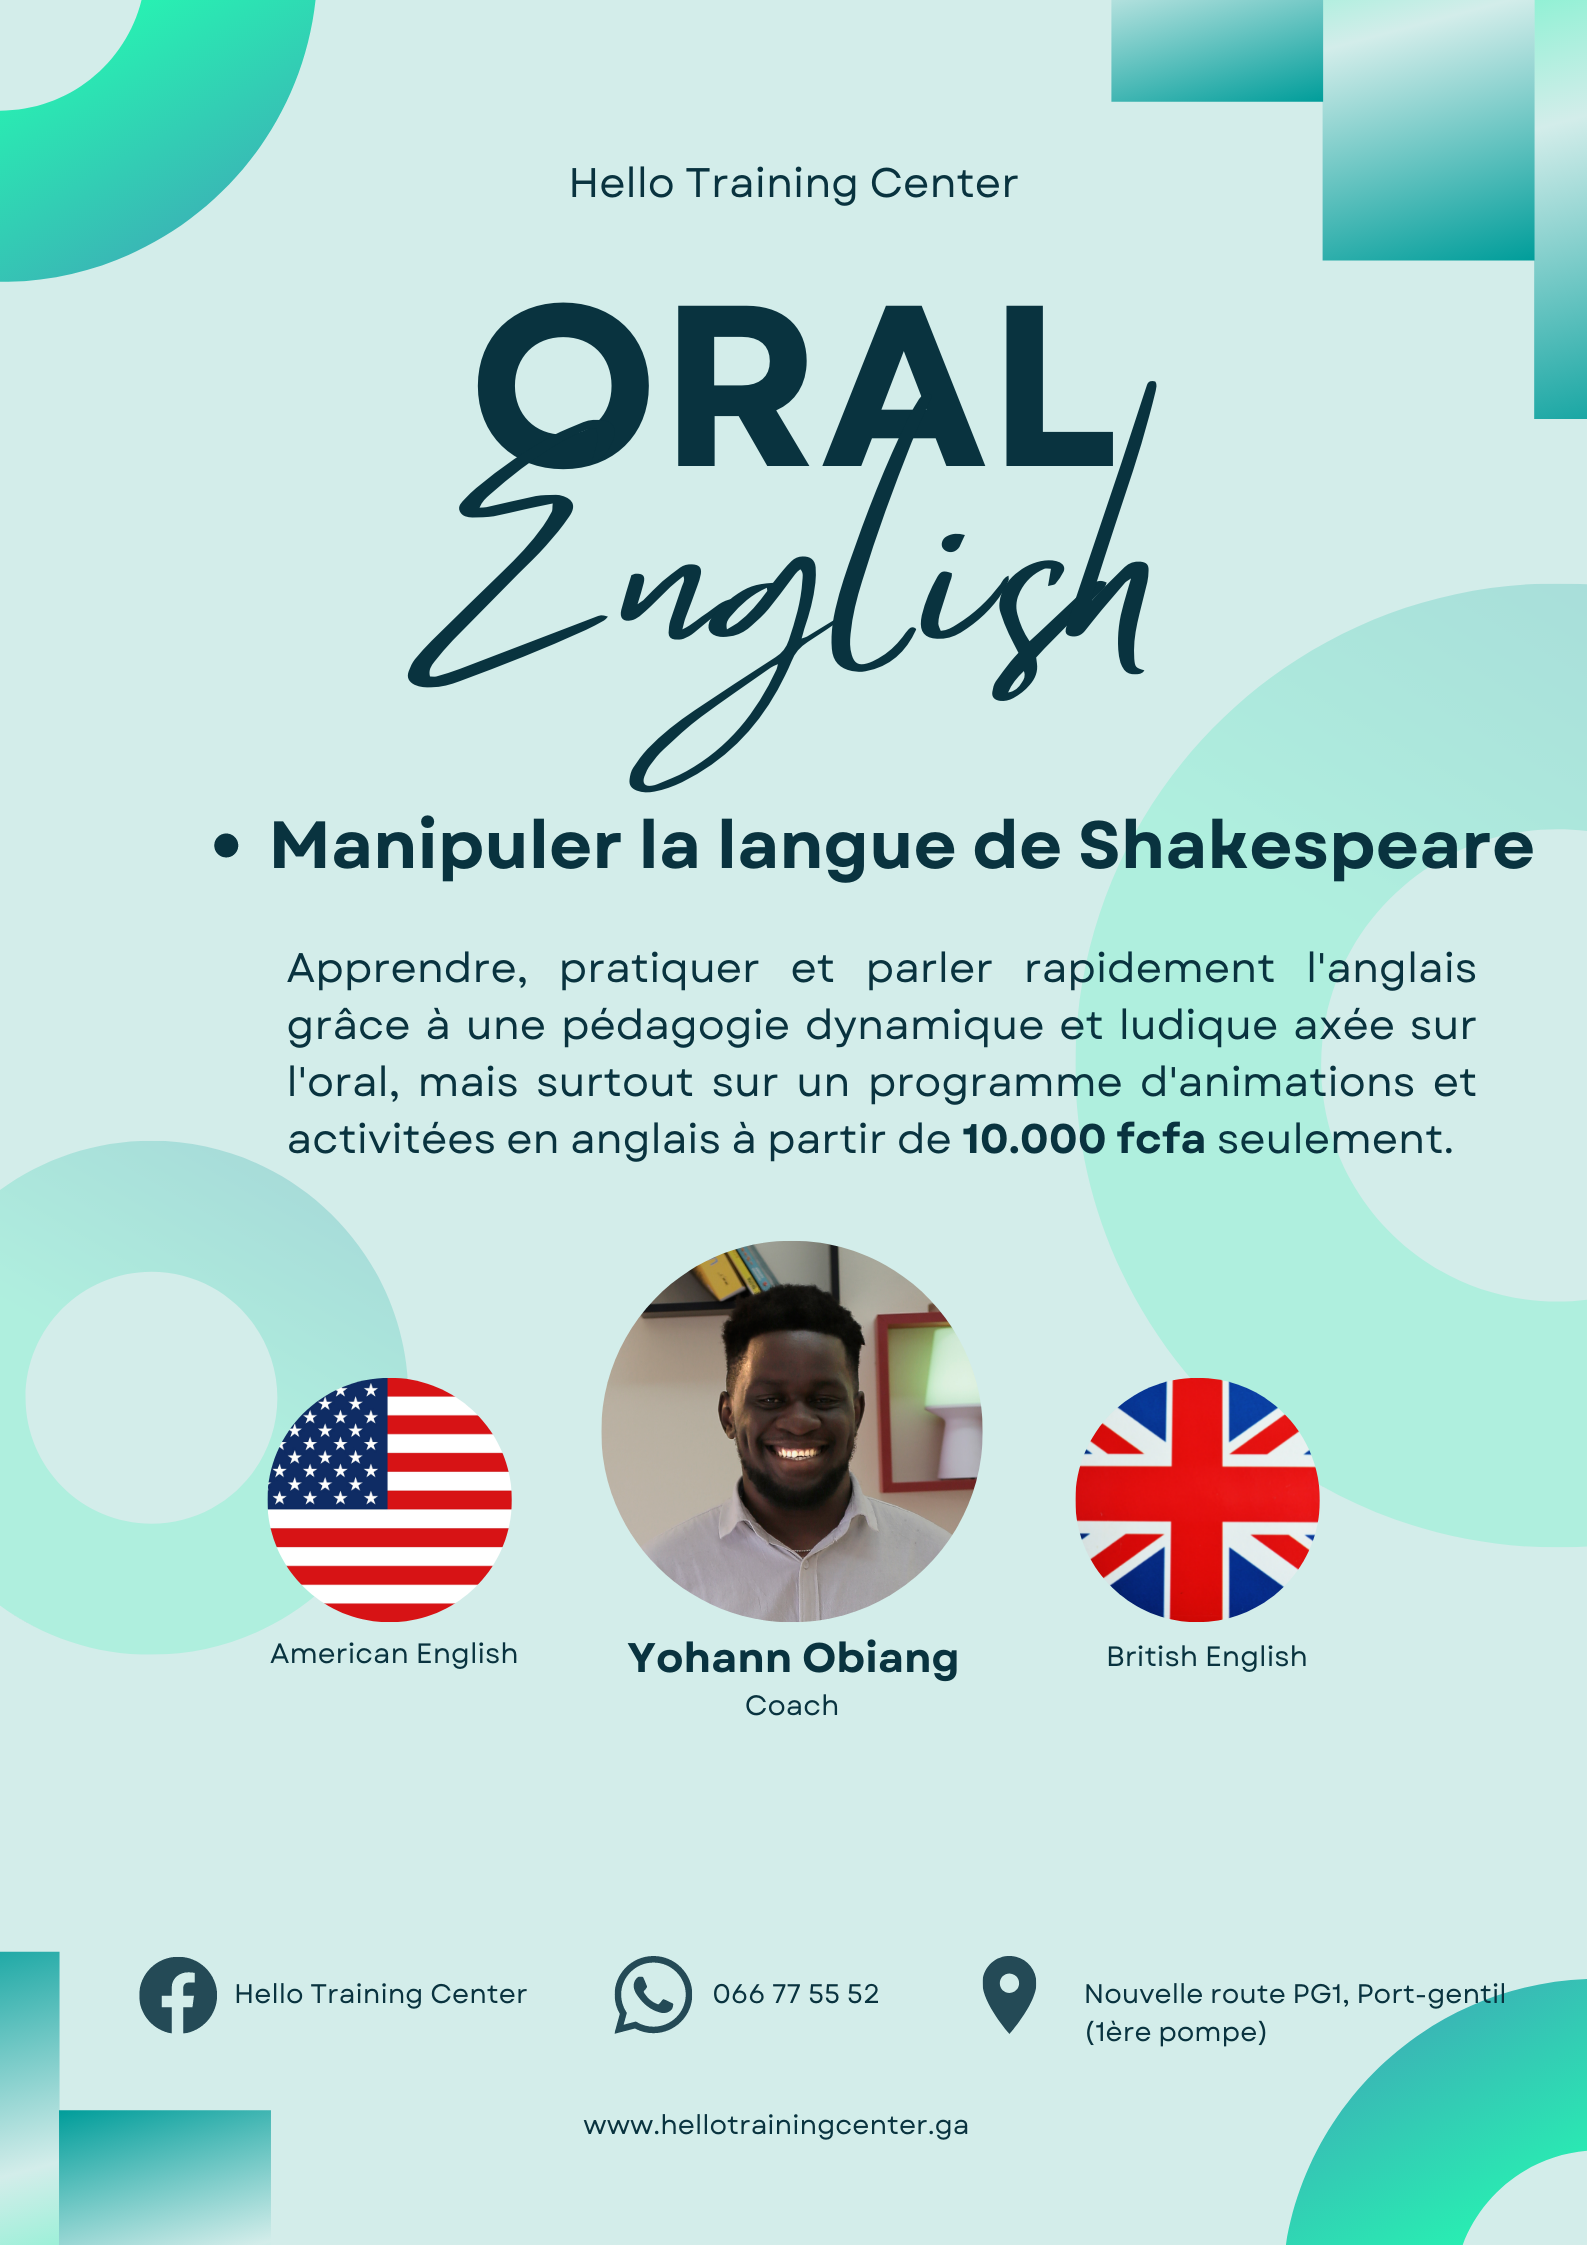 Hello Training Center
ORAL
English
• Manipuler la langue de Shakespeare
Apprendre, pratiquer et parler rapidement l'anglais
grâce à une pédagogie dynamique et ludique axée sur
l'oral, mais surtout sur un programme d'animations et
activitées en anglais à partir de 10.000 fcfa seulement.
American English
Yohann Obiang
Coach
British English
Hello Training Center
066 77 55 52
Nouvelle route PG1, Port-gentil
(1ère pompe)
www.hellotrainingcenter.ga